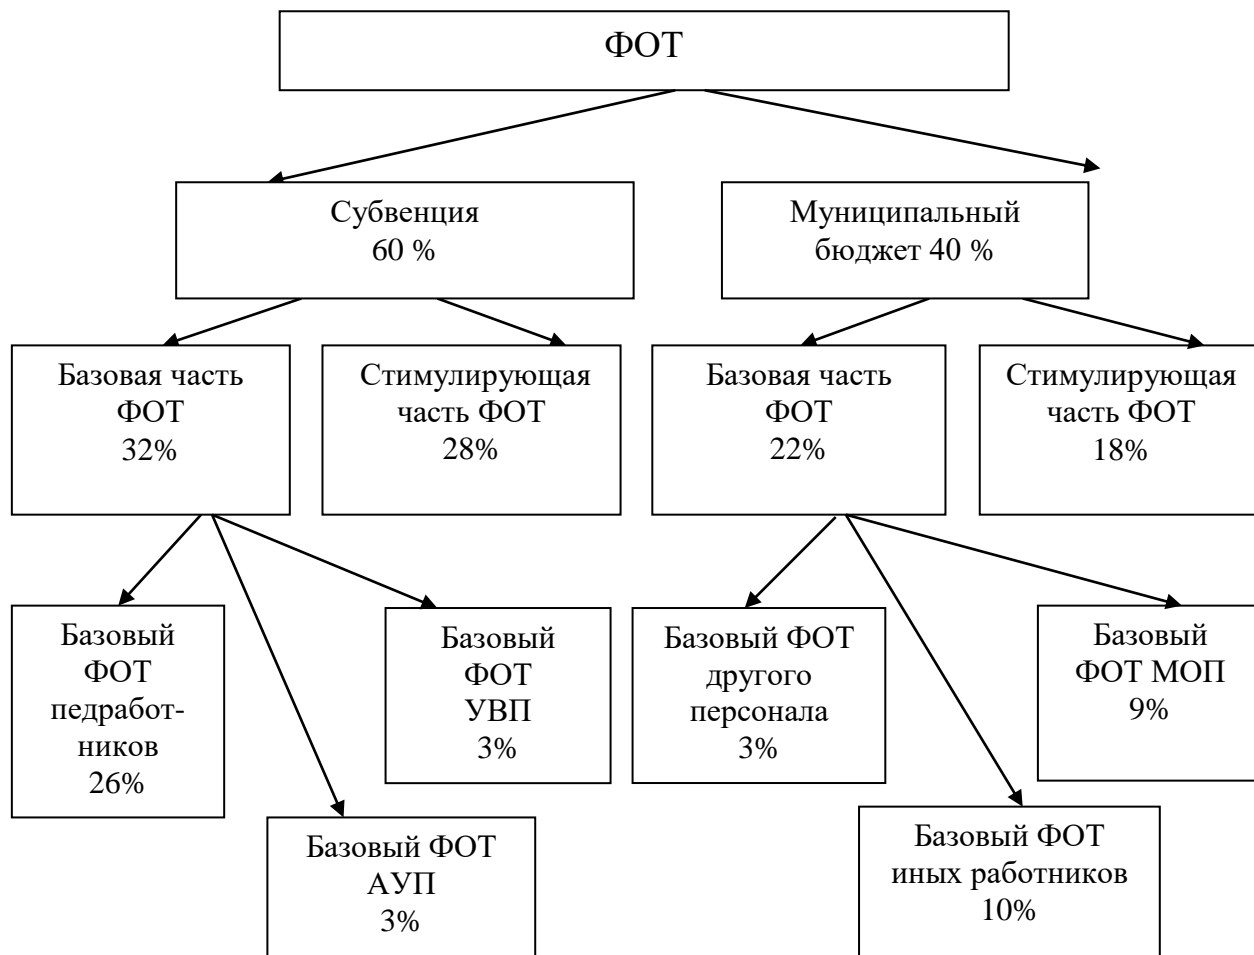 ФОТ
Субвенция
60 %
Муниципальный
бюджет 40 %
Базовая часть
ФОТ
32%
Стимулирующая
часть ФОТ
28%
Базовая часть
ФОТ
22%
Стимулирующая
часть ФОТ
18%
Базовый
ФОТ
педработ-
ников
26%
Базовый
ФОТ
УВП
3%
Базовый ФОТ
другого
персонала
3%
Базовый
ФОТ МОП
9%
Базовый ФОТ
АУП
3%
Базовый ФОТ
иных работников
10%